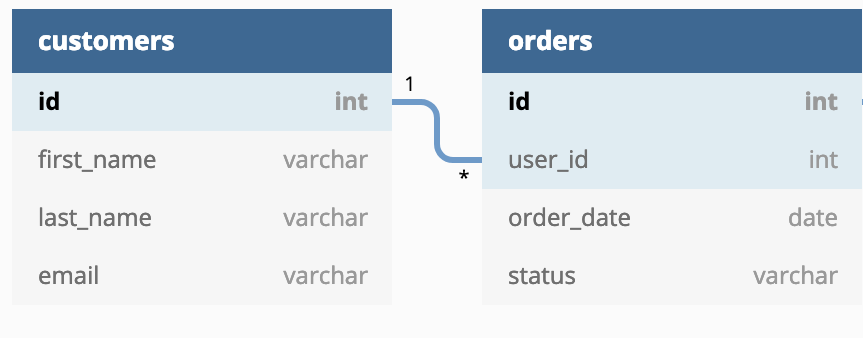 customers
id int
first_name varchar
last_name varchar
email varchar
1
*
orders
id int
user_id int
order_date date
status varchar